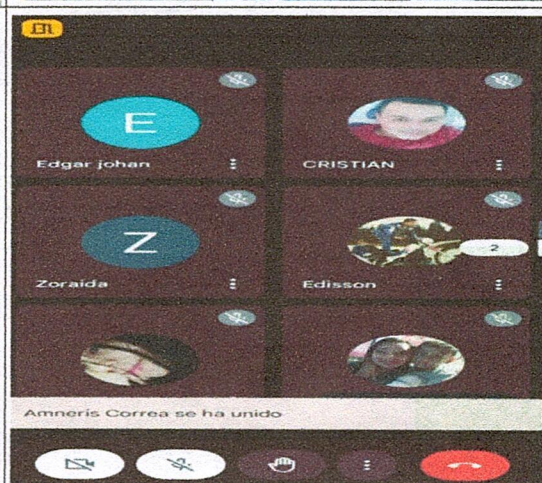 E
Edgar johan
CRISTIAN
Z
2
Zoraida
Edisson
Amneris Correa se ha unido